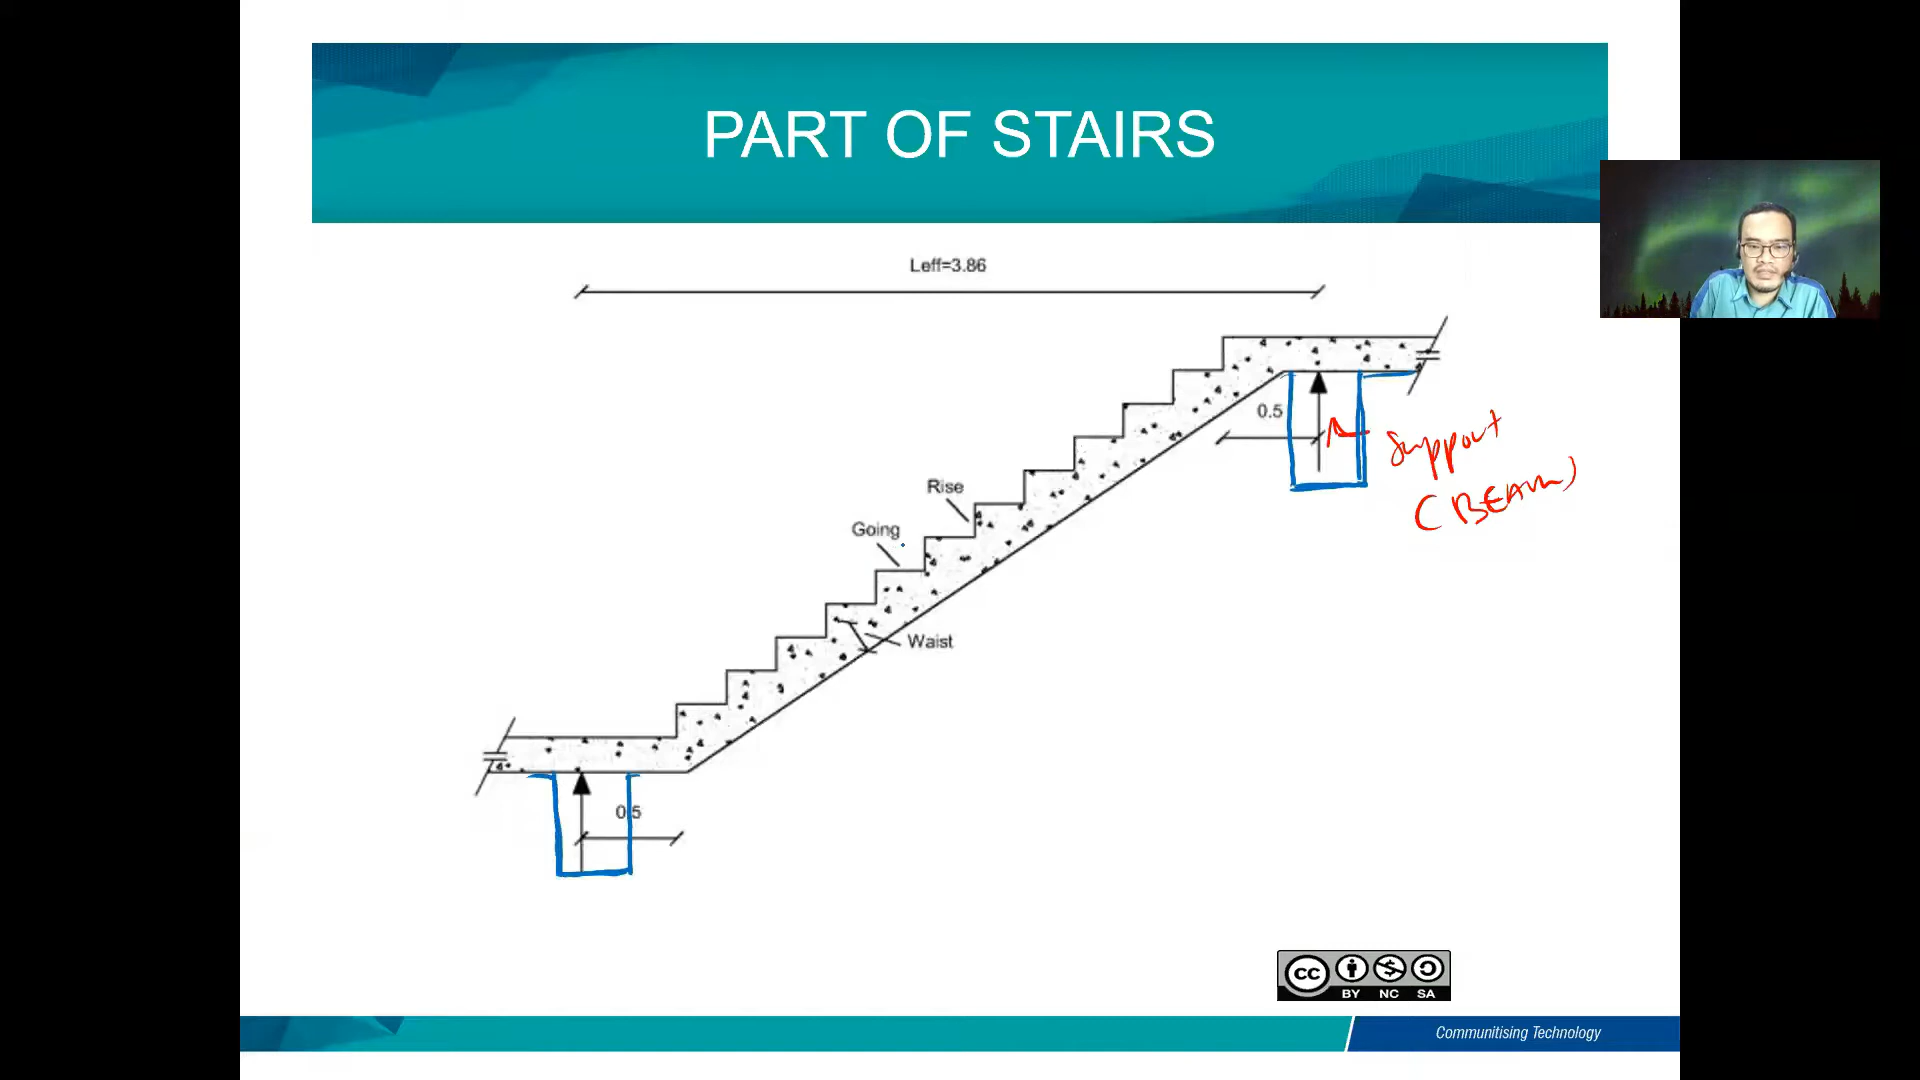 PART OF STAIRS
Leff=3.86
0.5
Support
(BEAM)
Rise
Going
Waist
0.5
cc
BY NC SA
Communitising Technology